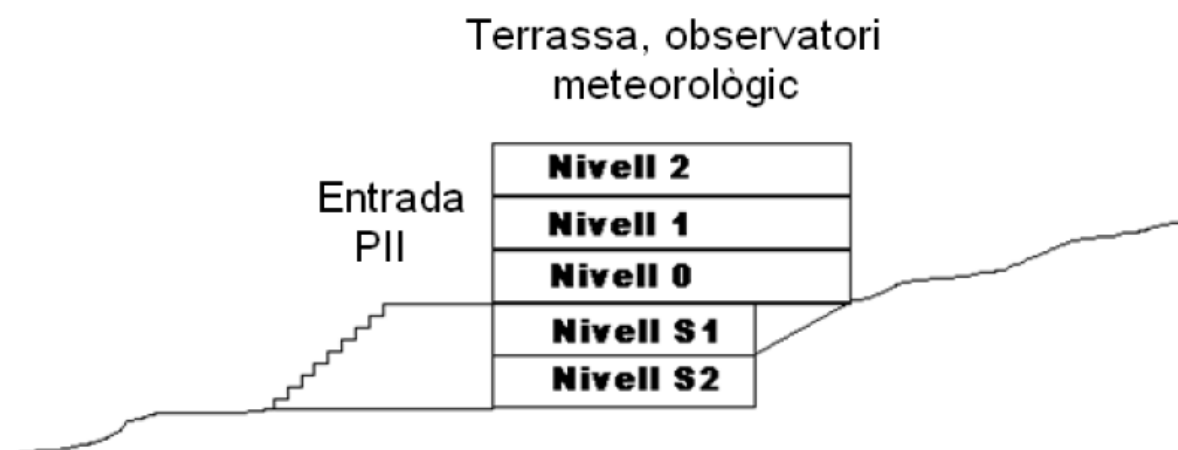 Terrassa, observatori
meteorològic
Nivell 2
Entrada
PII
Nivell 1
Nivell 0
Nivell S1
Nivell S2